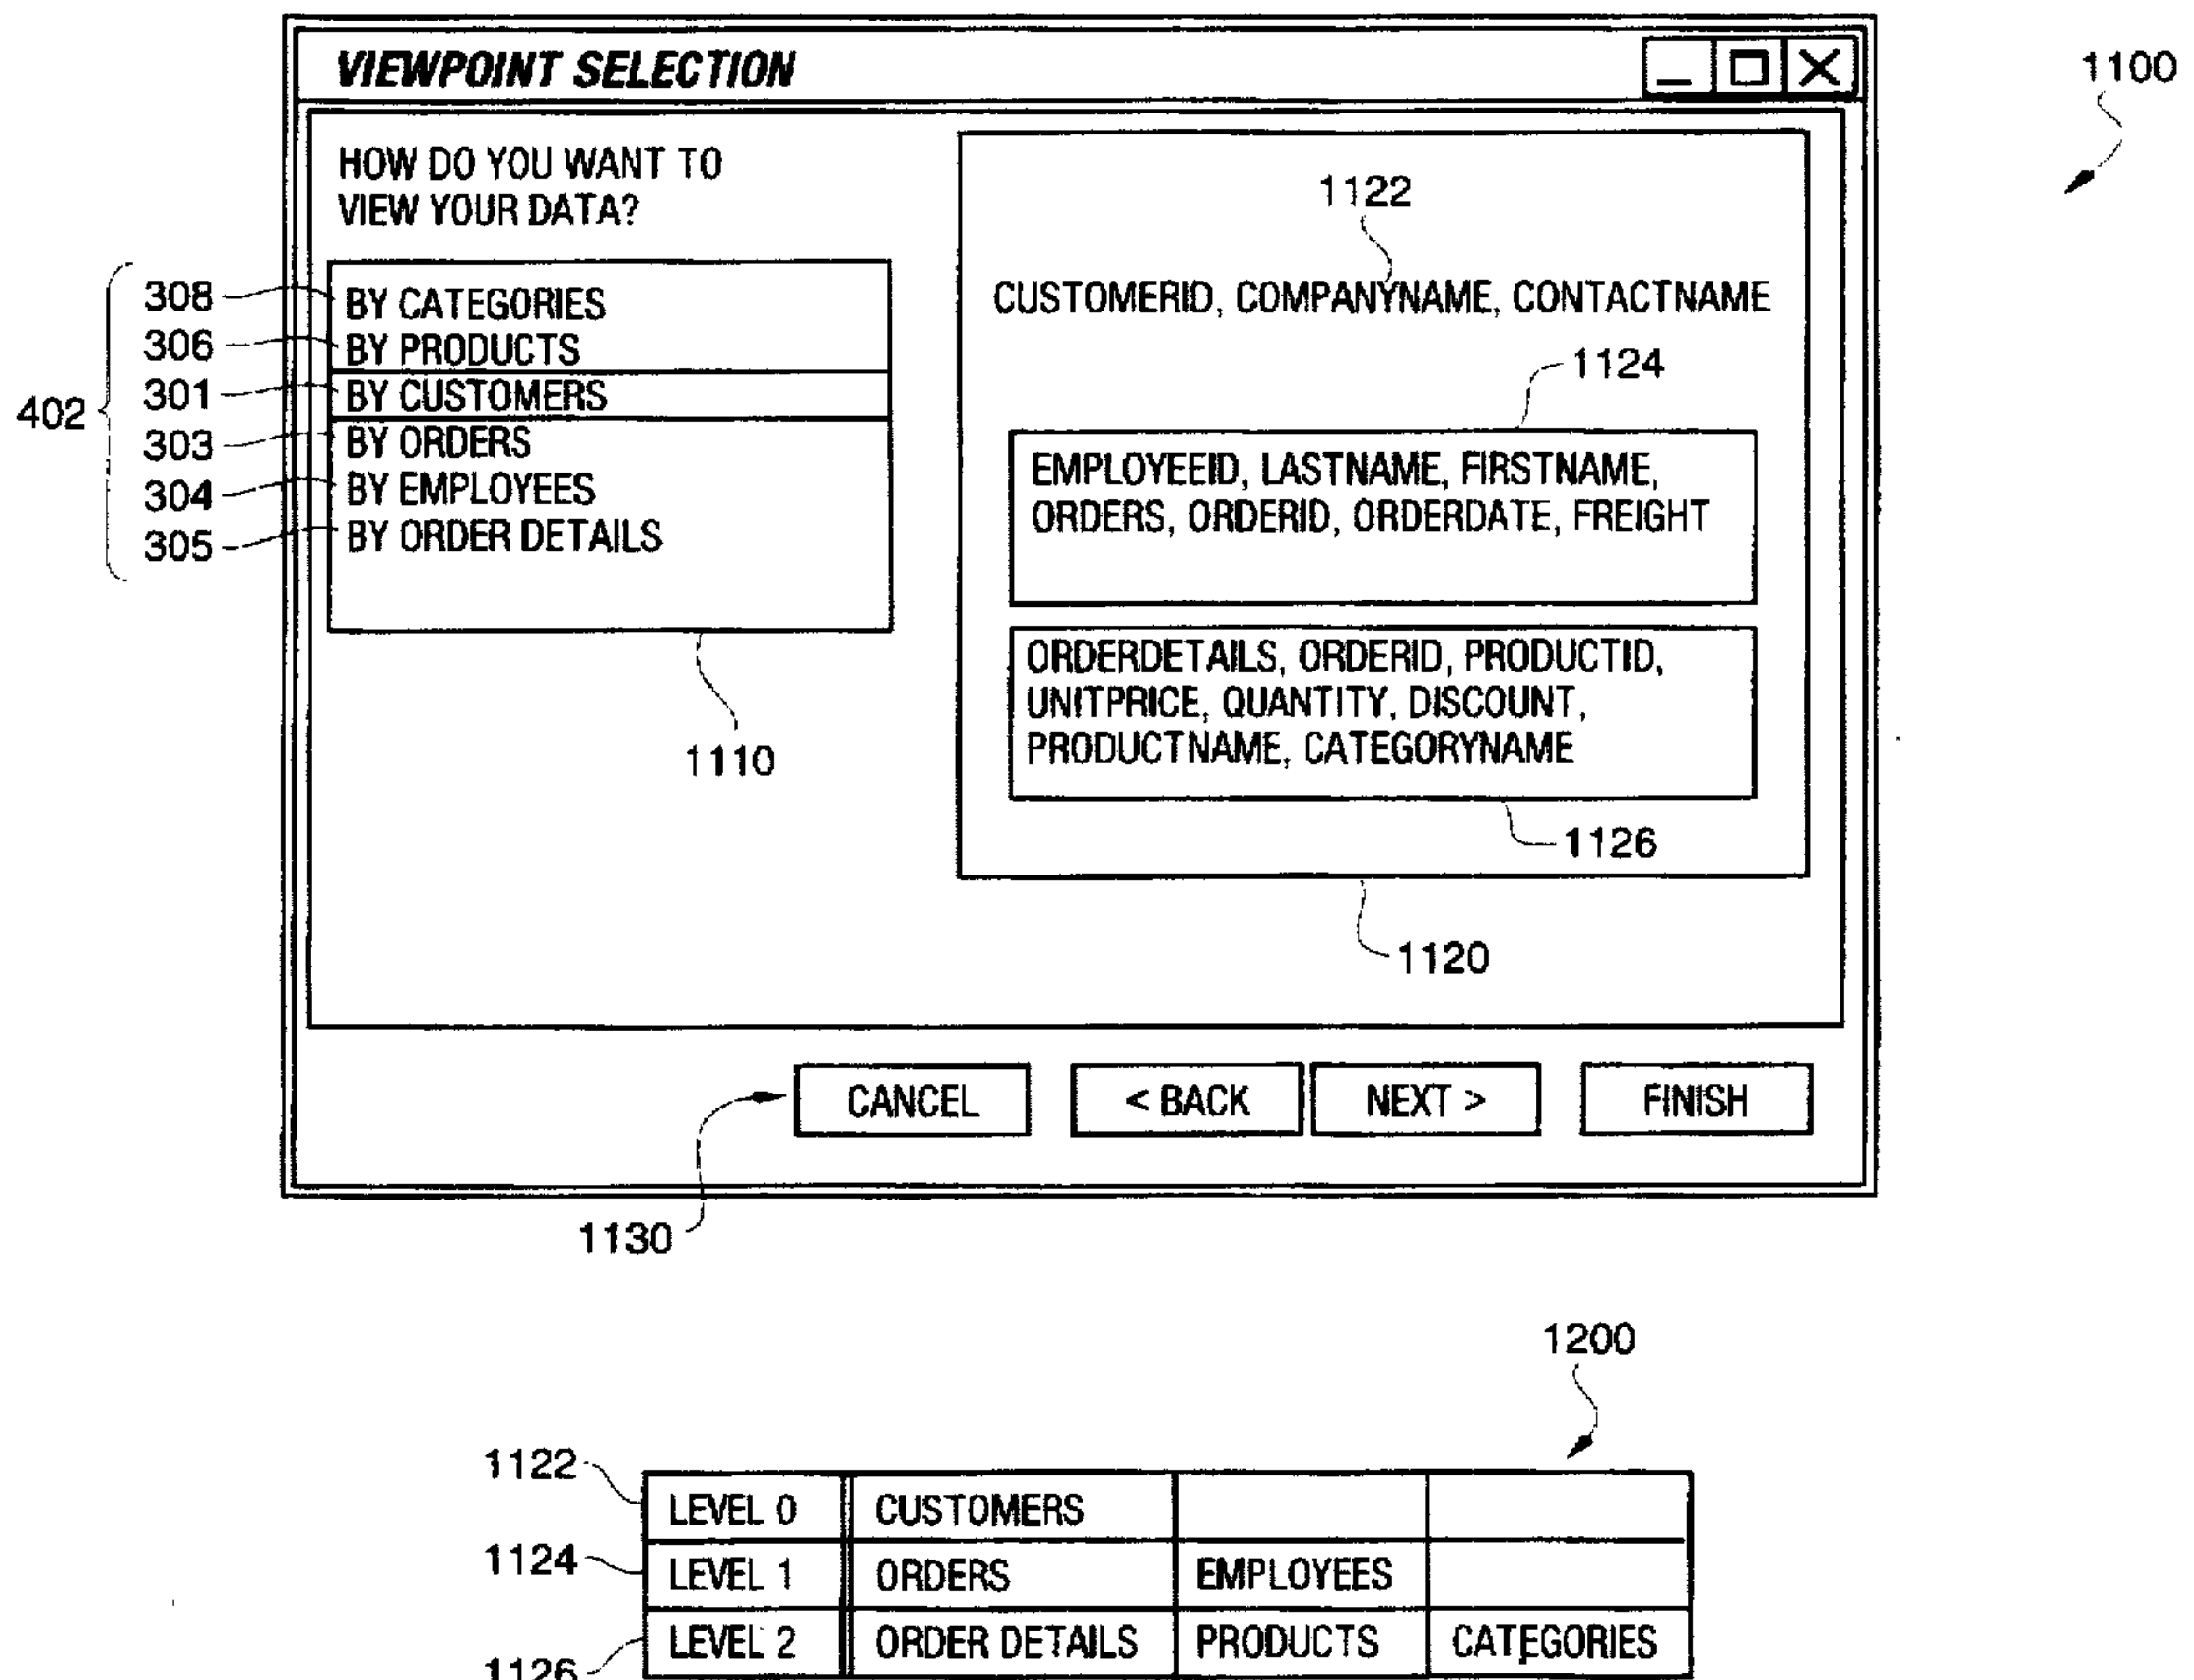 VIEWPOINT SELECTION
1100
HOW DO YOU WANT TO
VIEW YOUR DATA?
402
308
306
301
303
304
305
BY CATEGORIES
BY PRODUCTS
BY CUSTOMERS
BY ORDERS
BY EMPLOYEES
BY ORDER DETAILS
1110
1122
CUSTOMERID, COMPANYNAME, CONTACTNAME
1124
EMPLOYEEID, LASTNAME, FIRSTNAME,
ORDERS, ORDERID, ORDERDATE, FREIGHT
ORDERDETAILS, ORDERID, PRODUCTID,
UNITPRICE, QUANTITY, DISCOUNT,
PRODUCTNAME, CATEGORYNAME
1126
1120
CANCEL
< BACK
NEXT >
FINISH
1130
1200
1122
LEVEL 0 CUSTOMERS
1124
LEVEL 1 ORDERS EMPLOYEES
1126
LEVEL 2 ORDER DETAILS PRODUCTS CATEGORIES